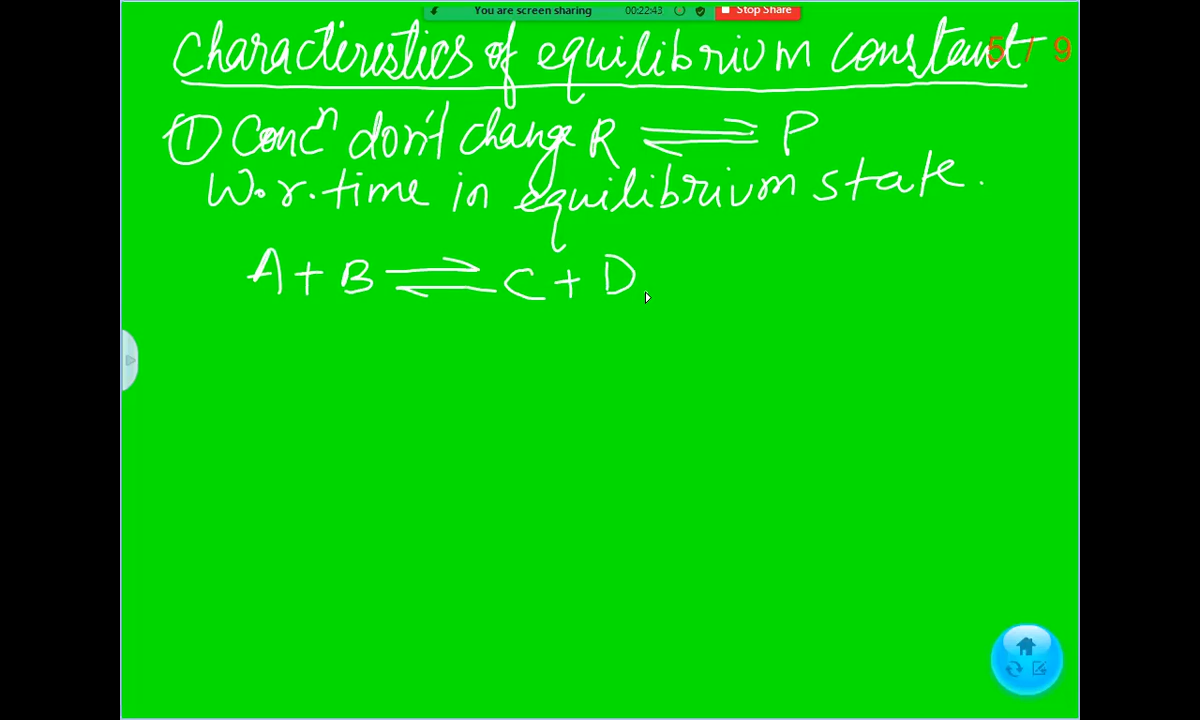 You are screen sharing 00:22:43 Stop Share
Characteristics of equilibrium constant
5 / 9
① Concⁿ don't change R ⇌ P
w.r.time in equilibrium state.
A + B ⇌ C + D